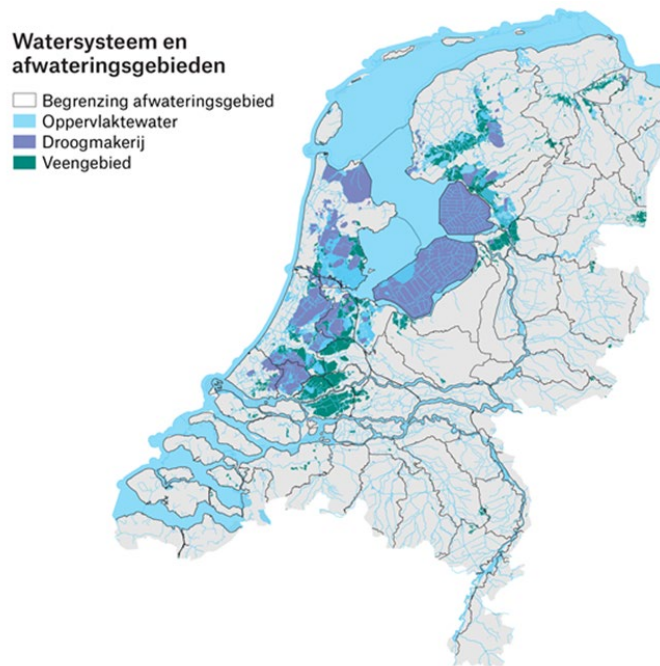 Watersysteem en
afwateringsgebieden
Begrenzing afwateringsgebied
Oppervlaktewater
Droogmakerij
Veengebied